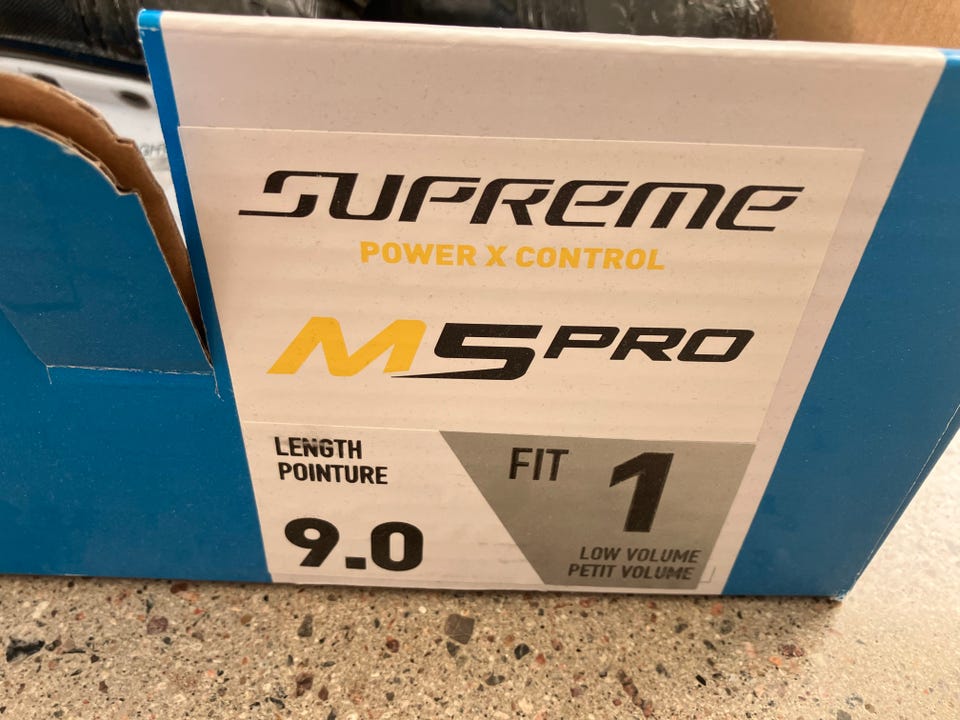 SUPREME
POWER X CONTROL
M5PRO
LENGTH
POINTURE
9.0
FIT 1
LOW VOLUME
PETIT VOLUME